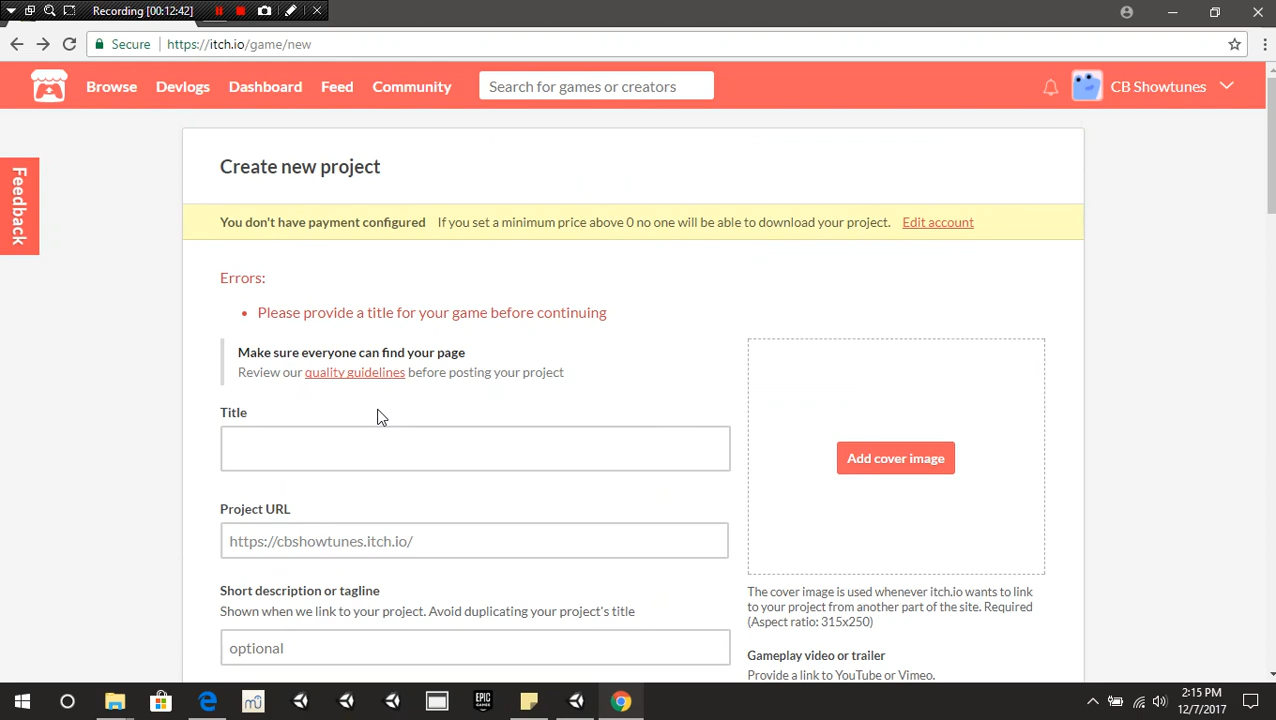 Recording [00:12:42]
Secure https://itch.io/game/new
Browse Devlogs Dashboard Feed Community Search for games or creators CB Showtunes
Feedback
Create new project
You don't have payment configured If you set a minimum price above 0 no one will be able to download your project. Edit account
Errors:
• Please provide a title for your game before continuing
Make sure everyone can find your page
Review our quality guidelines before posting your project
Title
Add cover image
Project URL
https://cbshowtunes.itch.io/
Short description or tagline
Shown when we link to your project. Avoid duplicating your project's title
optional
The cover image is used whenever itch.io wants to link
to your project from another part of the site. Required
(Aspect ratio: 315x250)
Gameplay video or trailer
Provide a link to YouTube or Vimeo.
EPIC
GAMES
2:15 PM
12/7/2017